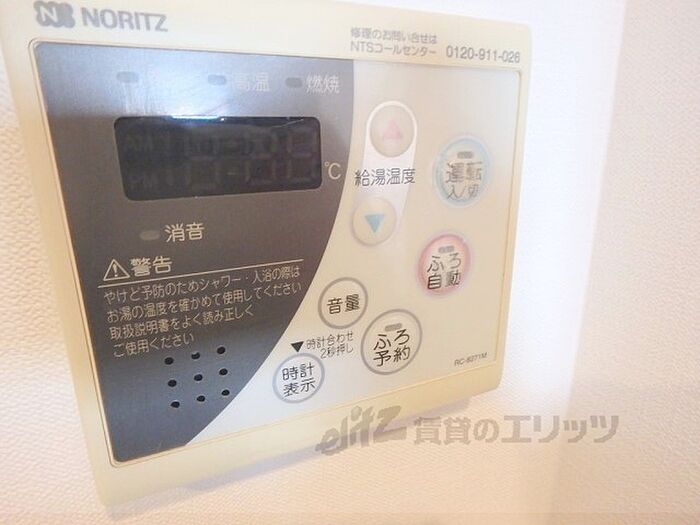 NORITZ
修理のお問い合せは
NTSコールセンター 0120-911-026
高温 燃焼
AM
PM
℃
給湯温度
運転
入/切
消音
警告
やけど予防のためシャワー・入浴の際は
お湯の温度を確かめて使用してください
取扱説明書をよく読み正しく
ご使用ください
ふろ
自動
音量
▼時計合わせ
2秒押し
時計
表示
ふろ
予約
RC-8271M
elitz 賃貸のエリッツ